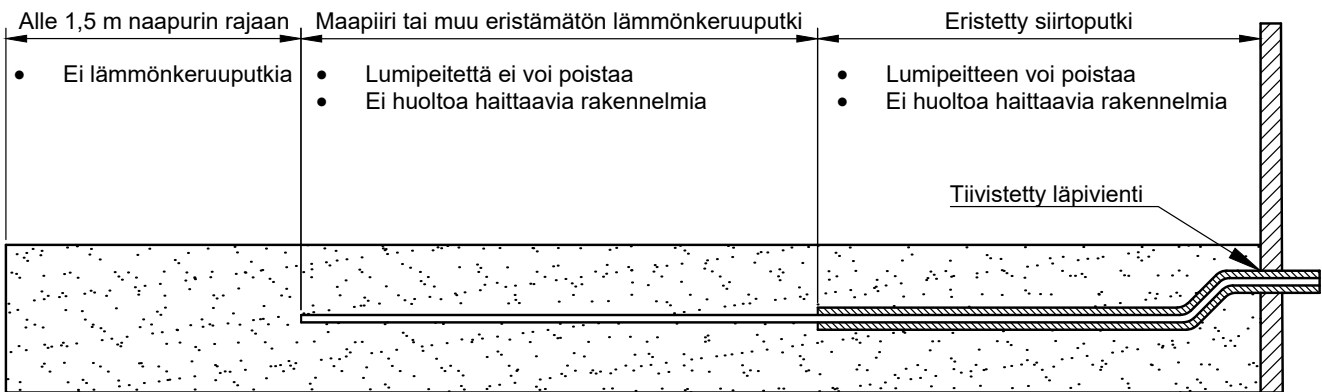 Alle 1,5 m naapurin rajaan
• Ei lämmönkeruuputkia
Maapiiri tai muu eristämätön lämmönkeruuputki
• Lumipeitettä ei voi poistaa
• Ei huoltoa haittaavia rakennelmia
Eristetty siirtoputki
• Lumipeitteen voi poistaa
• Ei huoltoa haittaavia rakennelmia
Tiivistetty läpivienti